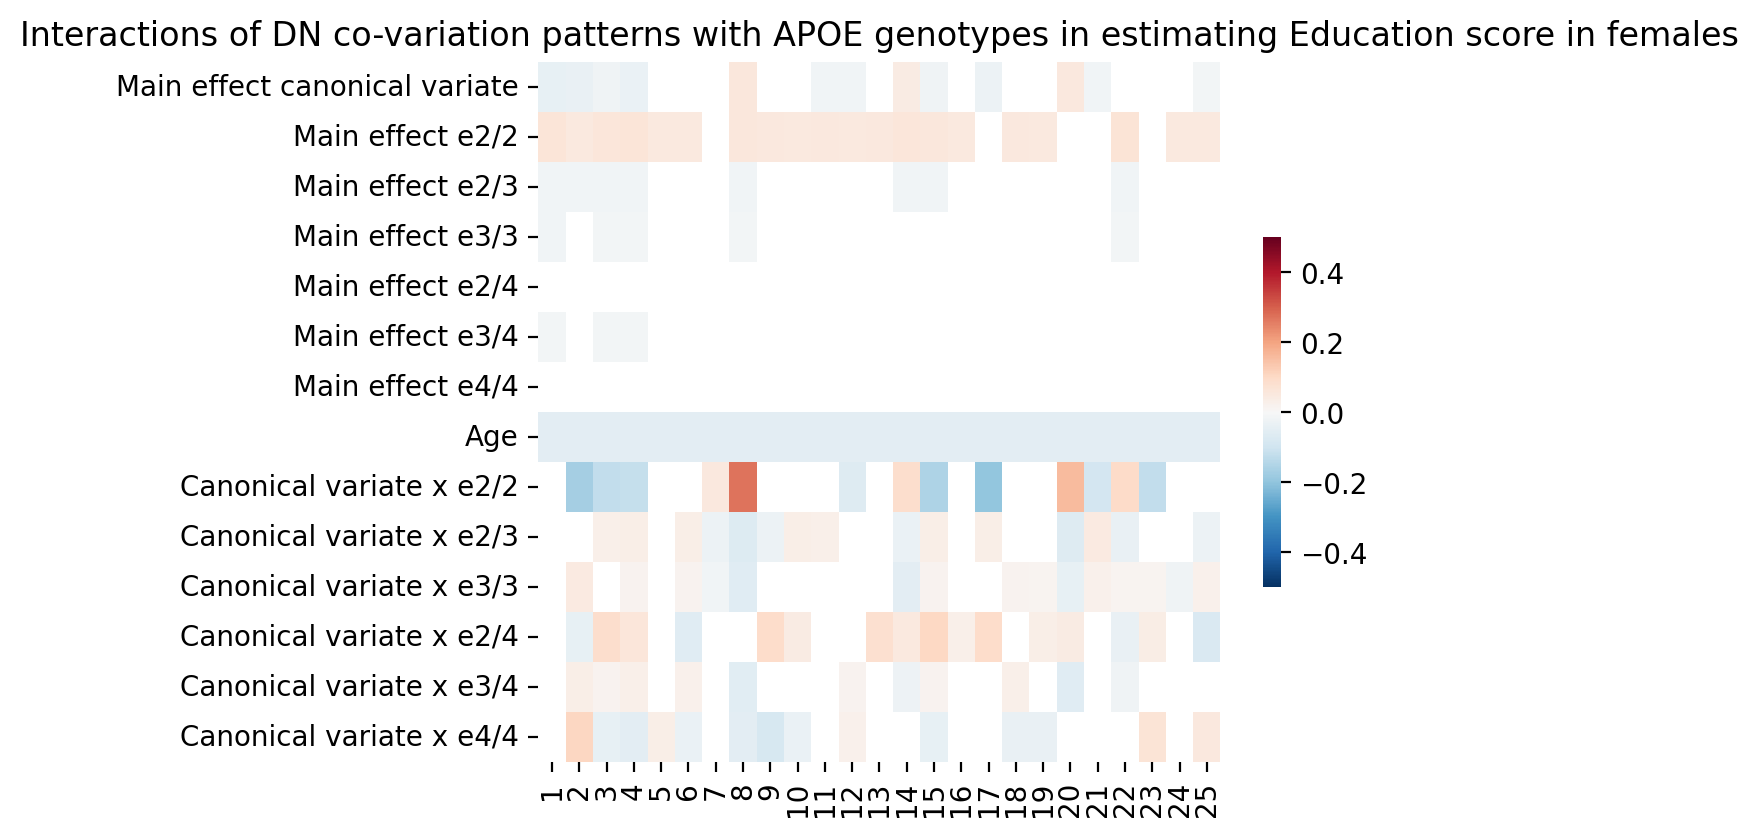 Interactions of DN co-variation patterns with APOE genotypes in estimating Education score in females
Main effect canonical variate
Main effect e2/2
Main effect e2/3
Main effect e3/3
Main effect e2/4
Main effect e3/4
Main effect e4/4
Age
Canonical variate x e2/2
Canonical variate x e2/3
Canonical variate x e3/3
Canonical variate x e2/4
Canonical variate x e3/4
Canonical variate x e4/4
1 2 3 4 5 6 7 8 9 10 11 12 13 14 15 16 17 18 19 20 21 22 23 24 25
0.4
0.2
0.0
−0.2
−0.4